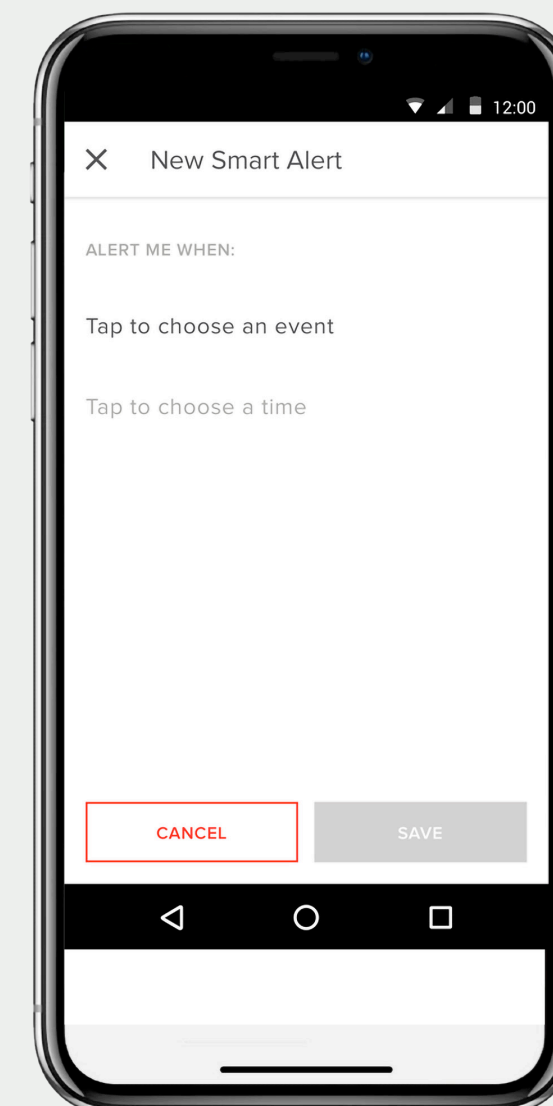 12:00
New Smart Alert
ALERT ME WHEN:
Tap to choose an event
Tap to choose a time
CANCEL SAVE